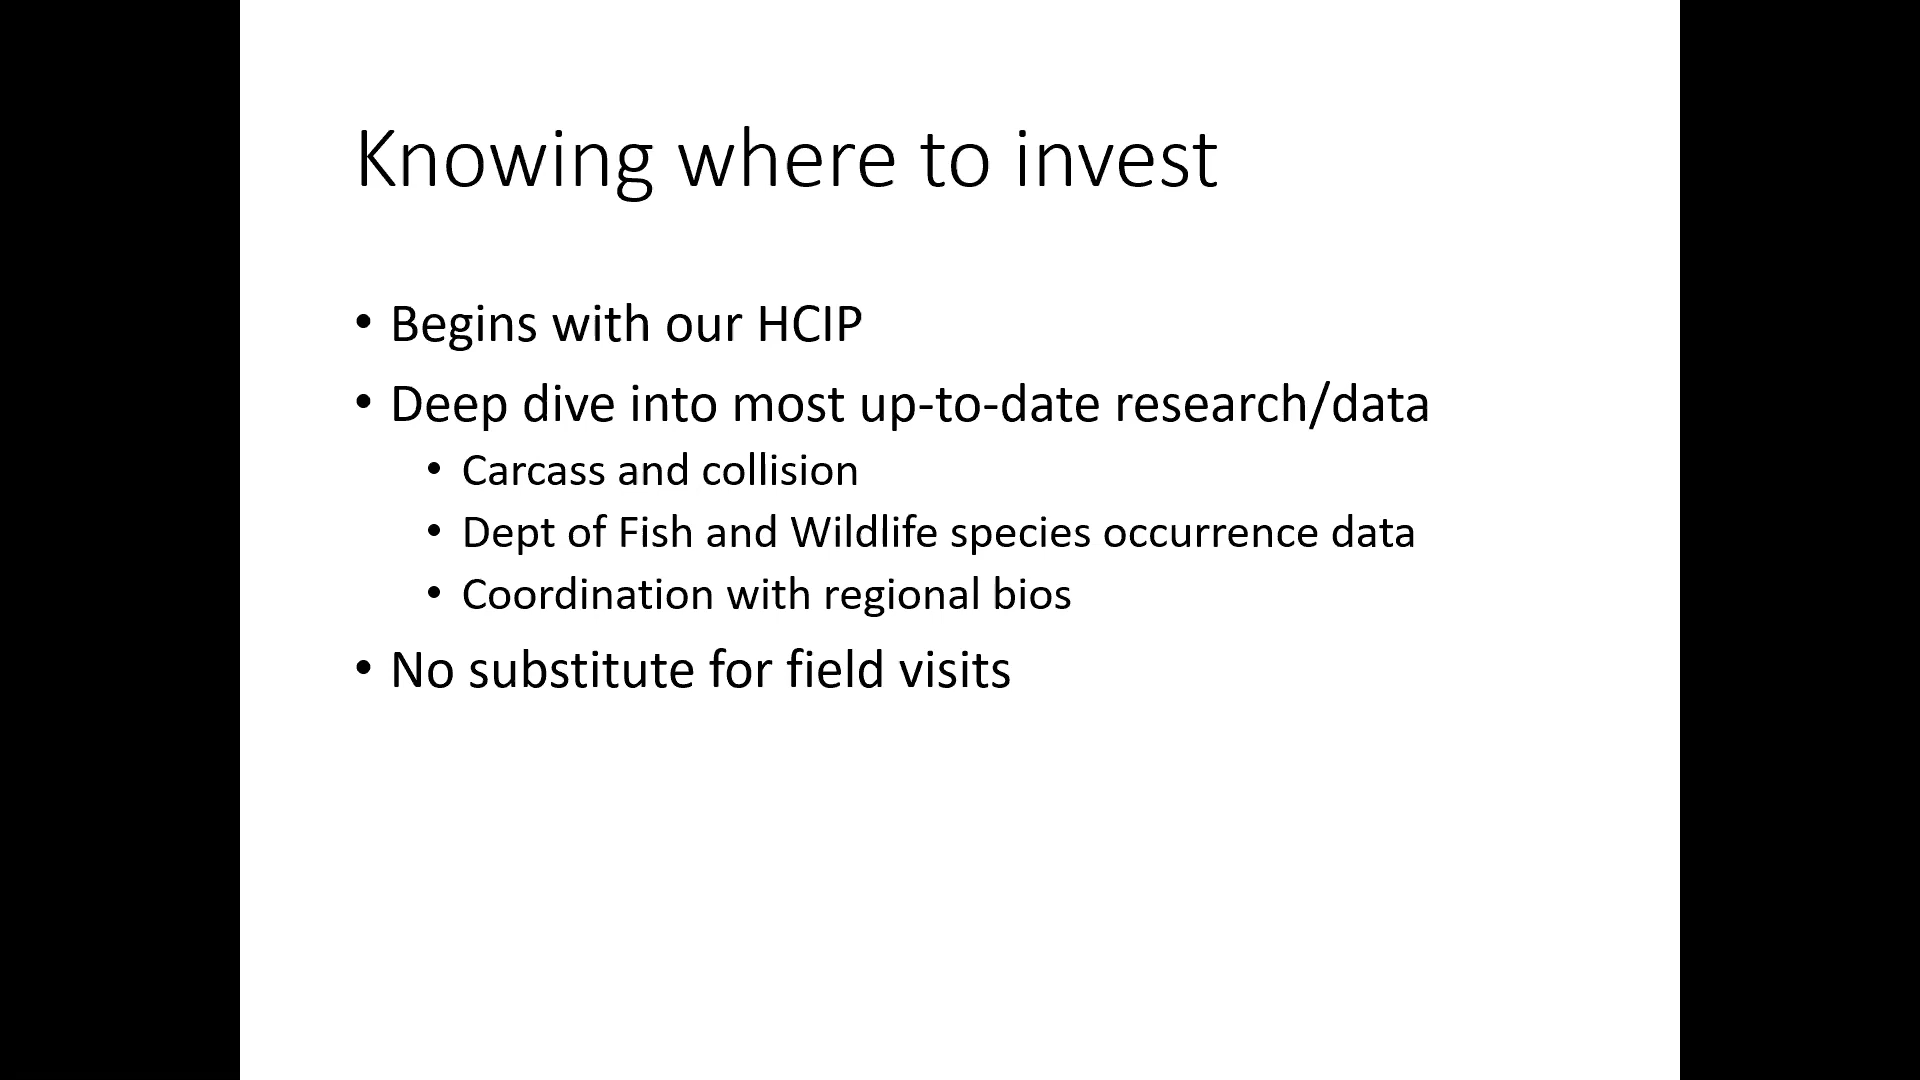 Knowing where to invest
• Begins with our HCIP
• Deep dive into most up-to-date research/data
• Carcass and collision
• Dept of Fish and Wildlife species occurrence data
• Coordination with regional bios
• No substitute for field visits